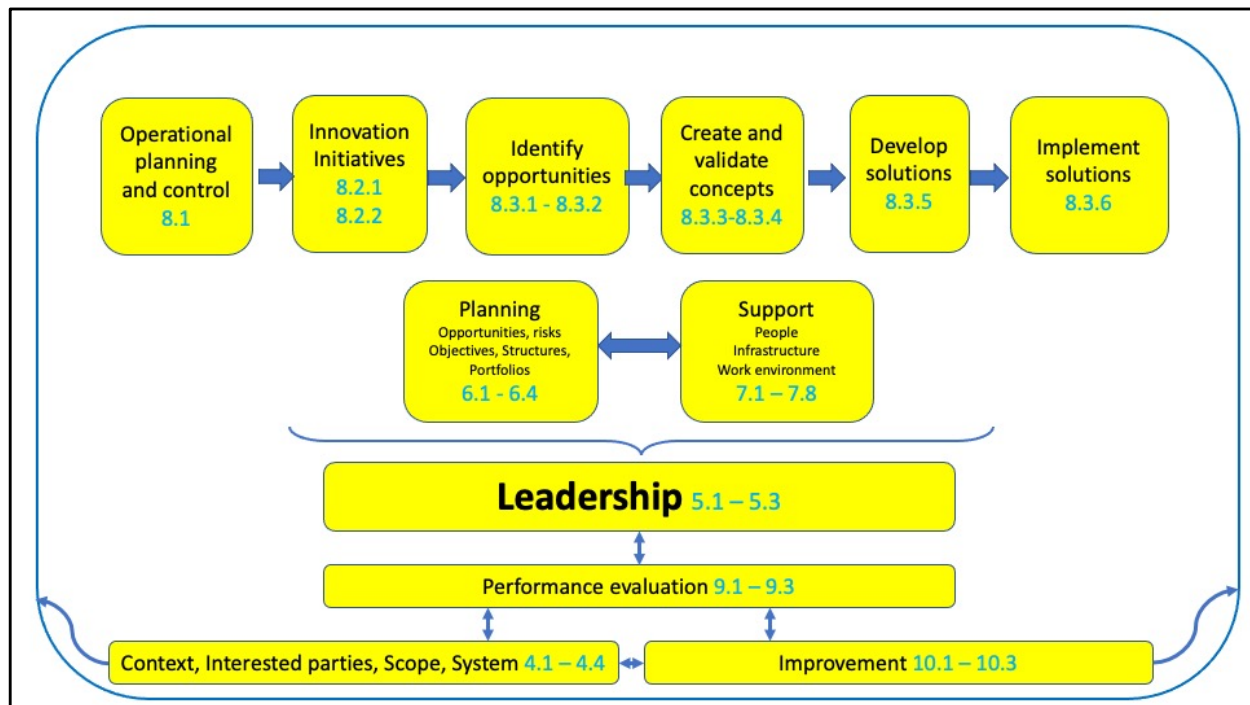 Operational
planning
and control
8.1
Innovation
Initiatives
8.2.1
8.2.2
Identify
opportunities
8.3.1 - 8.3.2
Create and
validate
concepts
8.3.3-8.3.4
Develop
solutions
8.3.5
Implement
solutions
8.3.6
Planning
Opportunities, risks
Objectives, Structures,
Portfolios
6.1 - 6.4
Support
People
Infrastructure
Work environment
7.1 – 7.8
Leadership 5.1 – 5.3
Performance evaluation 9.1 – 9.3
Context, Interested parties, Scope, System 4.1 – 4.4
Improvement 10.1 – 10.3